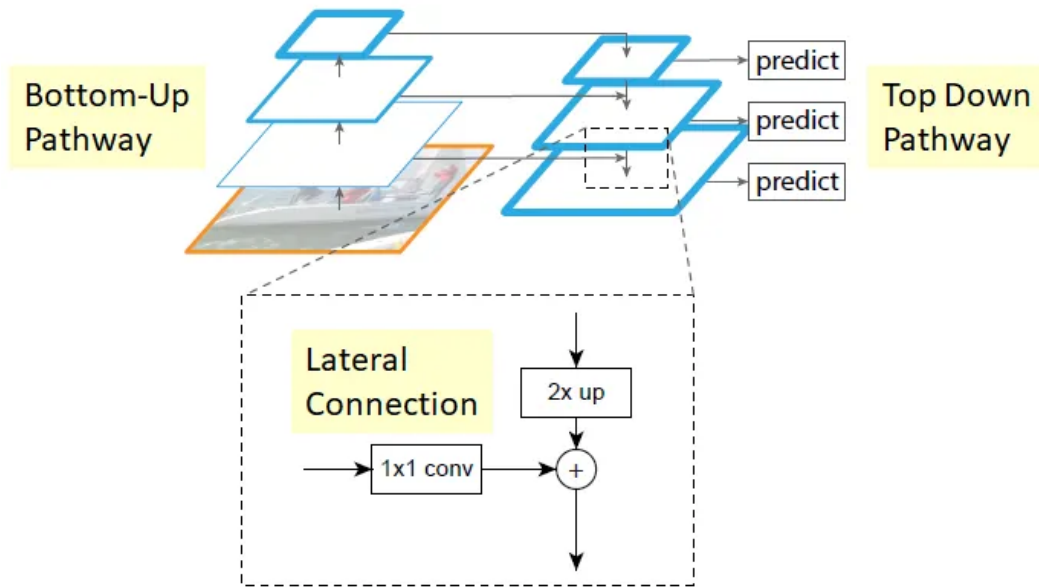 Bottom-Up
Pathway
predict
predict
predict
Top Down
Pathway
Lateral
Connection
2x up
1x1 conv
+